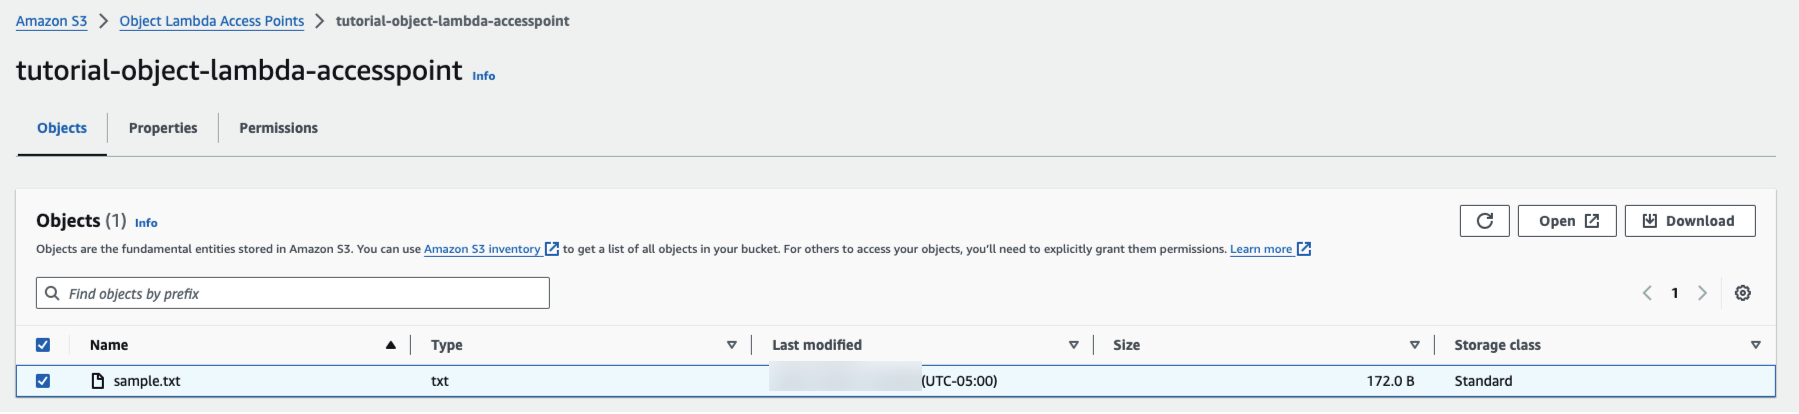 Amazon S3 > Object Lambda Access Points > tutorial-object-lambda-accesspoint
tutorial-object-lambda-accesspoint Info
Objects Properties Permissions
Objects (1) Info
Open Download
Objects are the fundamental entities stored in Amazon S3. You can use Amazon S3 inventory to get a list of all objects in your bucket. For others to access your objects, you'll need to explicitly grant them permissions. Learn more
Find objects by prefix
1
Name Type Last modified Size Storage class
sample.txt txt (UTC-05:00) 172.0 B Standard